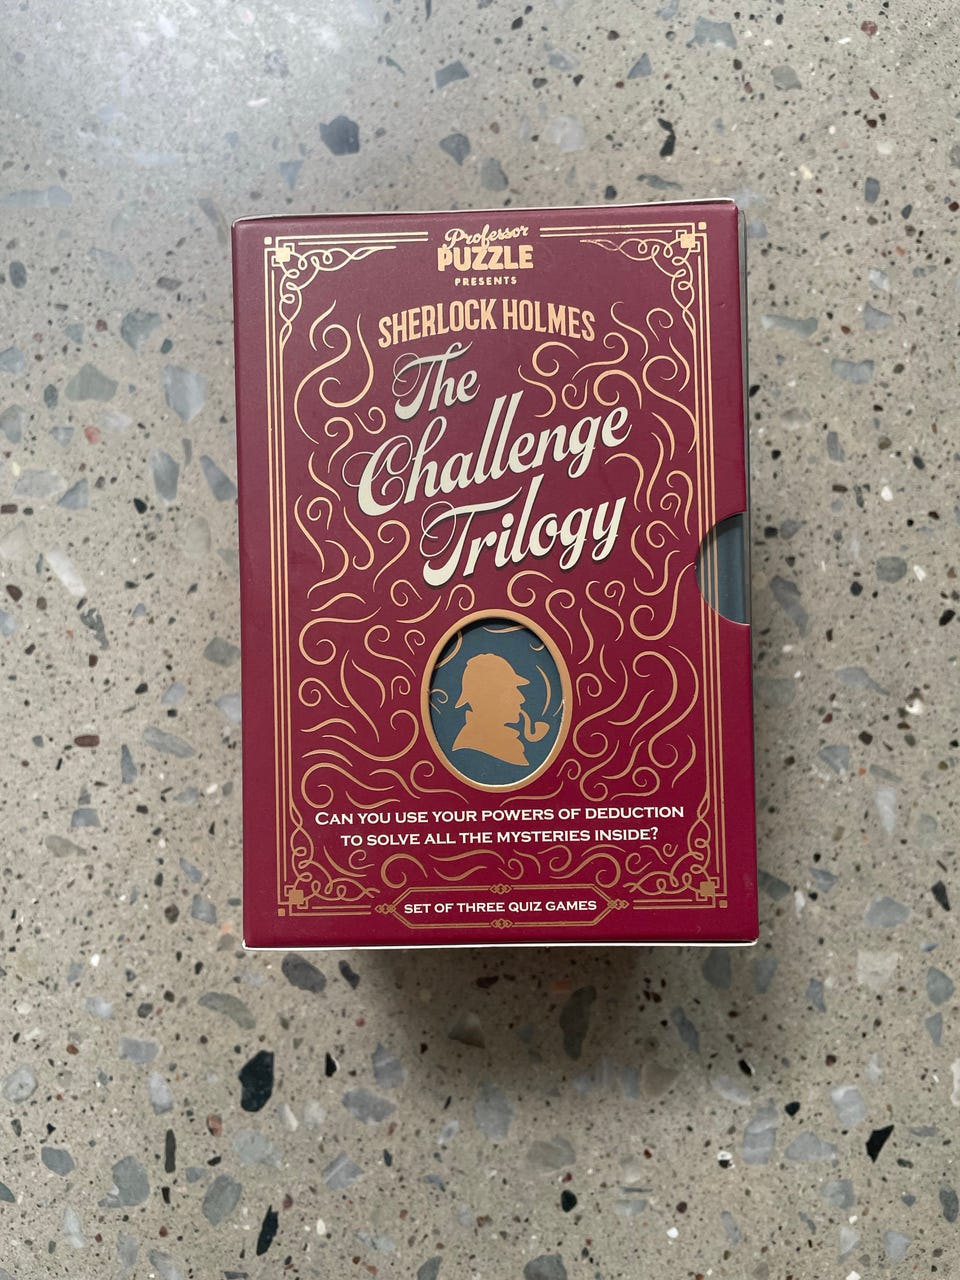 Professor
PUZZLE
PRESENTS
SHERLOCK HOLMES
The
Challenge
Trilogy
CAN YOU USE YOUR POWERS OF DEDUCTION
TO SOLVE ALL THE MYSTERIES INSIDE?
SET OF THREE QUIZ GAMES